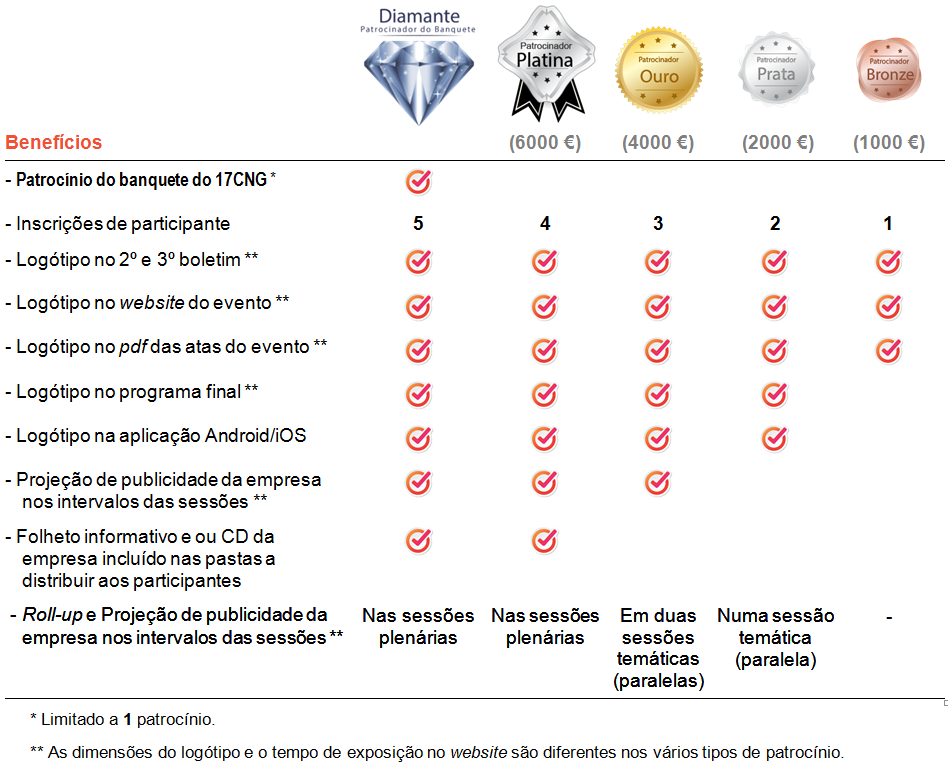 Diamante
Patrocinador do Banquete
Patrocinador
Platina
Patrocinador
Ouro
Patrocinador
Prata
Patrocinador
Bronze
Benefícios (6000 €) (4000 €) (2000 €) (1000 €)
- Patrocínio do banquete do 17CNG *
- Inscrições de participante 5 4 3 2 1
- Logótipo no 2º e 3º boletim **
- Logótipo no website do evento **
- Logótipo no pdf das atas do evento **
- Logótipo no programa final **
- Logótipo na aplicação Android/iOS
- Projeção de publicidade da empresa
nos intervalos das sessões **
- Folheto informativo e ou CD da
empresa incluído nas pastas a
distribuir aos participantes
- Roll-up e Projeção de publicidade da
empresa nos intervalos das sessões **
Nas sessões
plenárias
Nas sessões
plenárias
Em duas
sessões
temáticas
(paralelas)
Numa sessão
temática
(paralela)
-
* Limitado a 1 patrocínio.
** As dimensões do logótipo e o tempo de exposição no website são diferentes nos vários tipos de patrocínio.